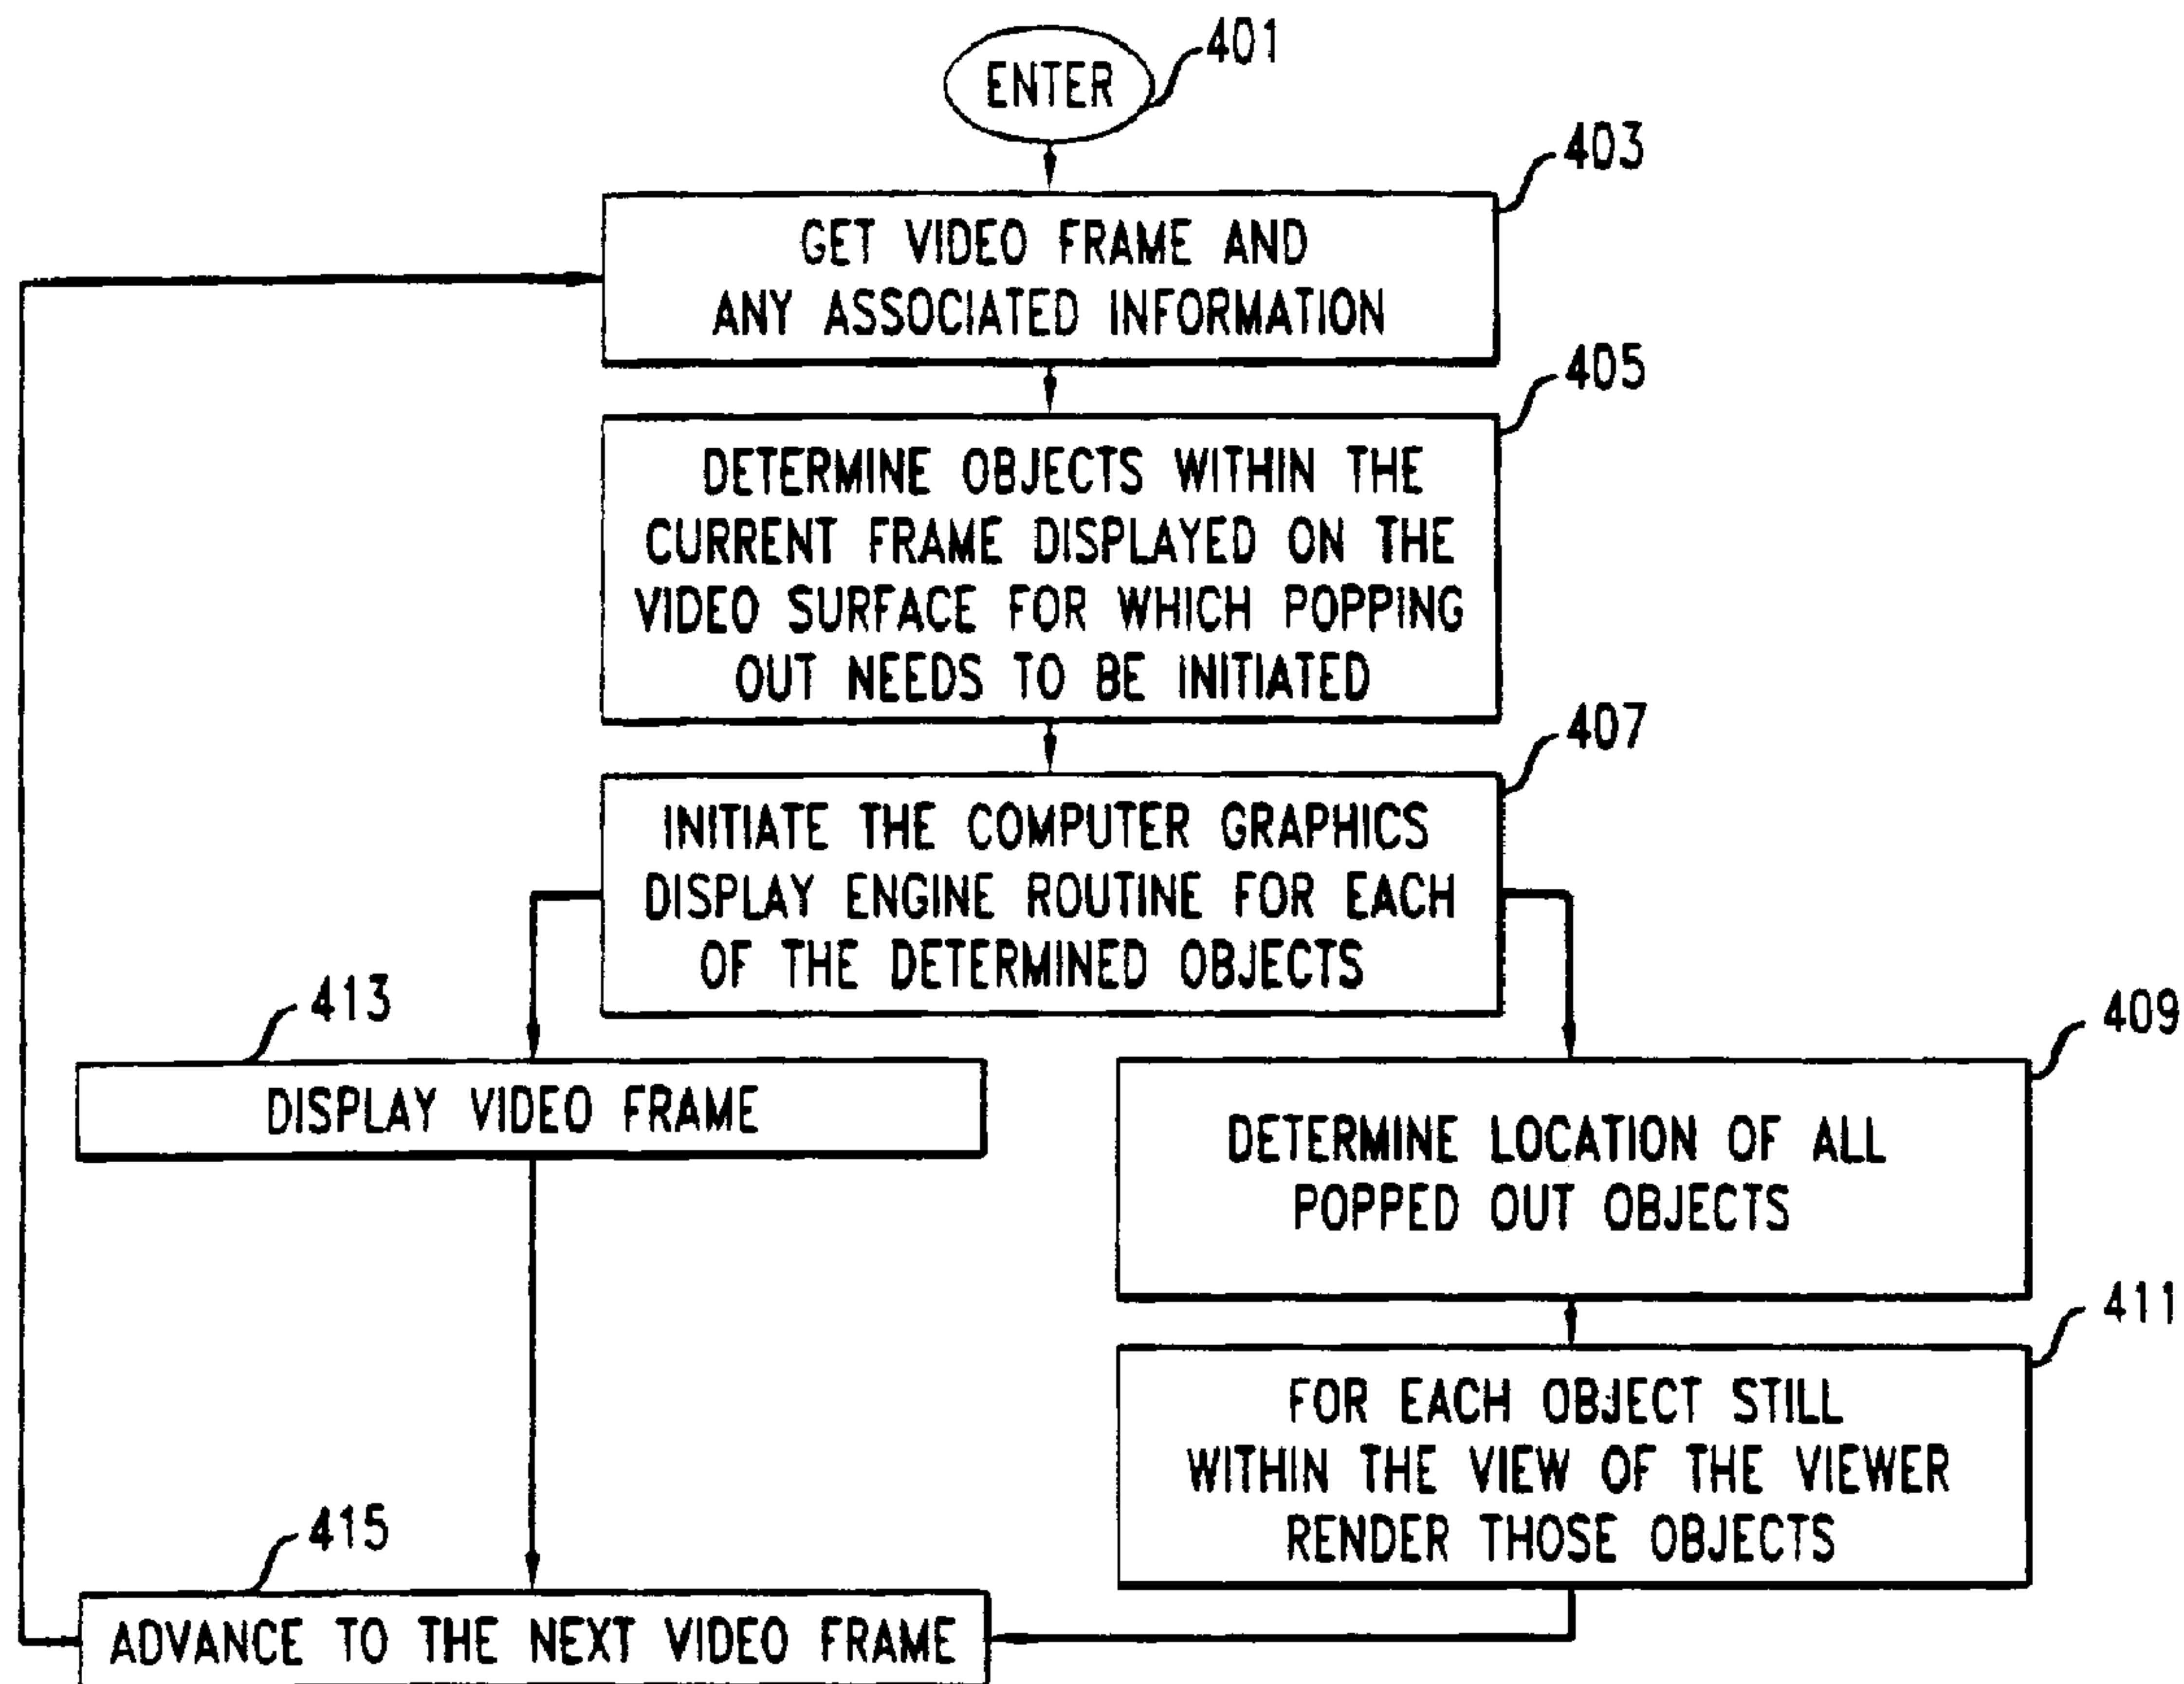 ENTER
401
403
GET VIDEO FRAME AND
ANY ASSOCIATED INFORMATION
405
DETERMINE OBJECTS WITHIN THE
CURRENT FRAME DISPLAYED ON THE
VIDEO SURFACE FOR WHICH POPPING
OUT NEEDS TO BE INITIATED
407
INITIATE THE COMPUTER GRAPHICS
DISPLAY ENGINE ROUTINE FOR EACH
OF THE DETERMINED OBJECTS
413
DISPLAY VIDEO FRAME
409
DETERMINE LOCATION OF ALL
POPPED OUT OBJECTS
411
FOR EACH OBJECT STILL
WITHIN THE VIEW OF THE VIEWER
RENDER THOSE OBJECTS
415
ADVANCE TO THE NEXT VIDEO FRAME